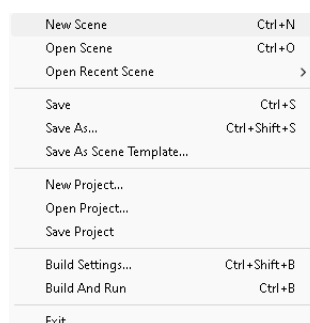 New Scene Ctrl+N
Open Scene Ctrl+O
Open Recent Scene >
Save Ctrl+S
Save As... Ctrl+Shift+S
Save As Scene Template...
New Project...
Open Project...
Save Project
Build Settings... Ctrl+Shift+B
Build And Run Ctrl+B
Exit